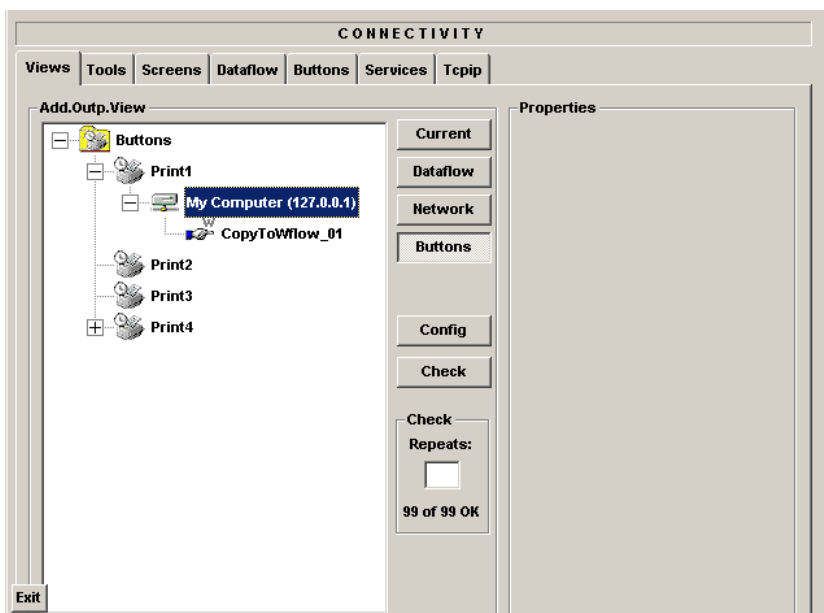 CONNECTIVITY
Views Tools Screens Dataflow Buttons Services Tcpip
Add.Outp.View
Buttons
Print1
My Computer (127.0.0.1)
W
CopyToWflow_01
Print2
Print3
Print4
Current
Dataflow
Network
Buttons
Config
Check
Check
Repeats:
99 of 99 OK
Properties
Exit